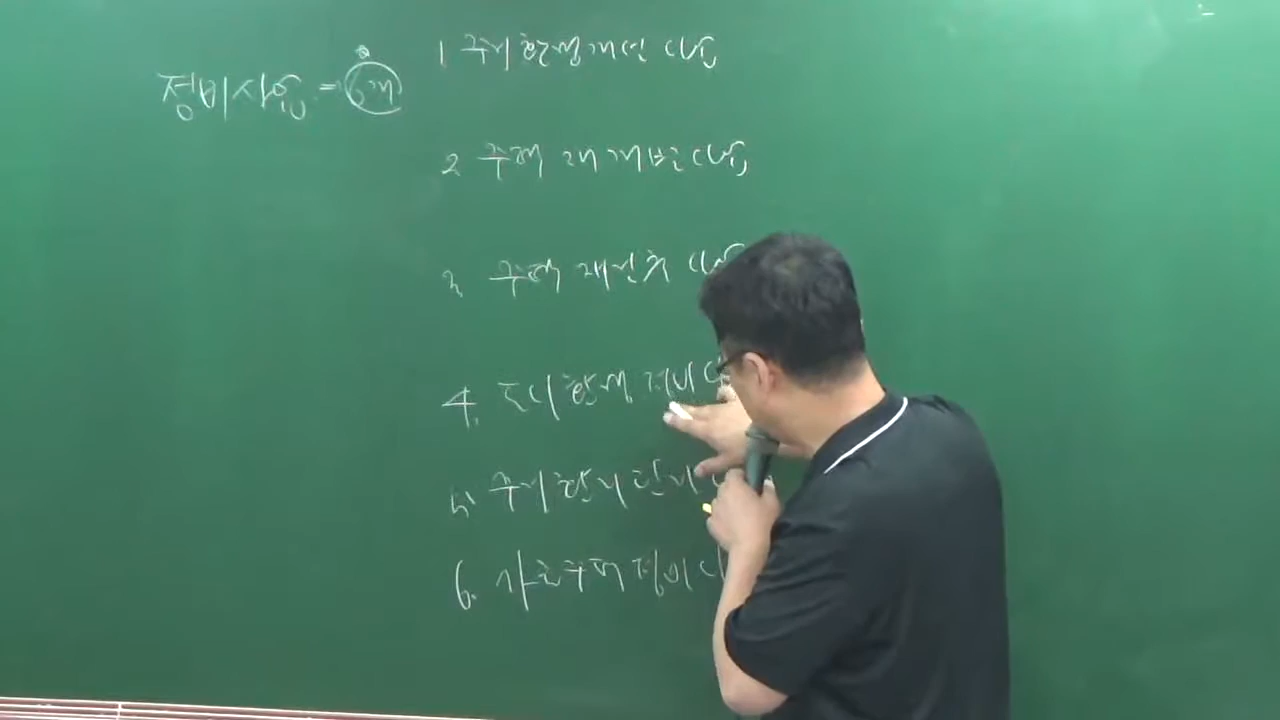 정비사업 = 6개
1 주거환경개선사업
2 주택재개발사업
3 주택재건축사업
4. 도시환경정비
5. 주거환경관리
6. 가로주택정비사